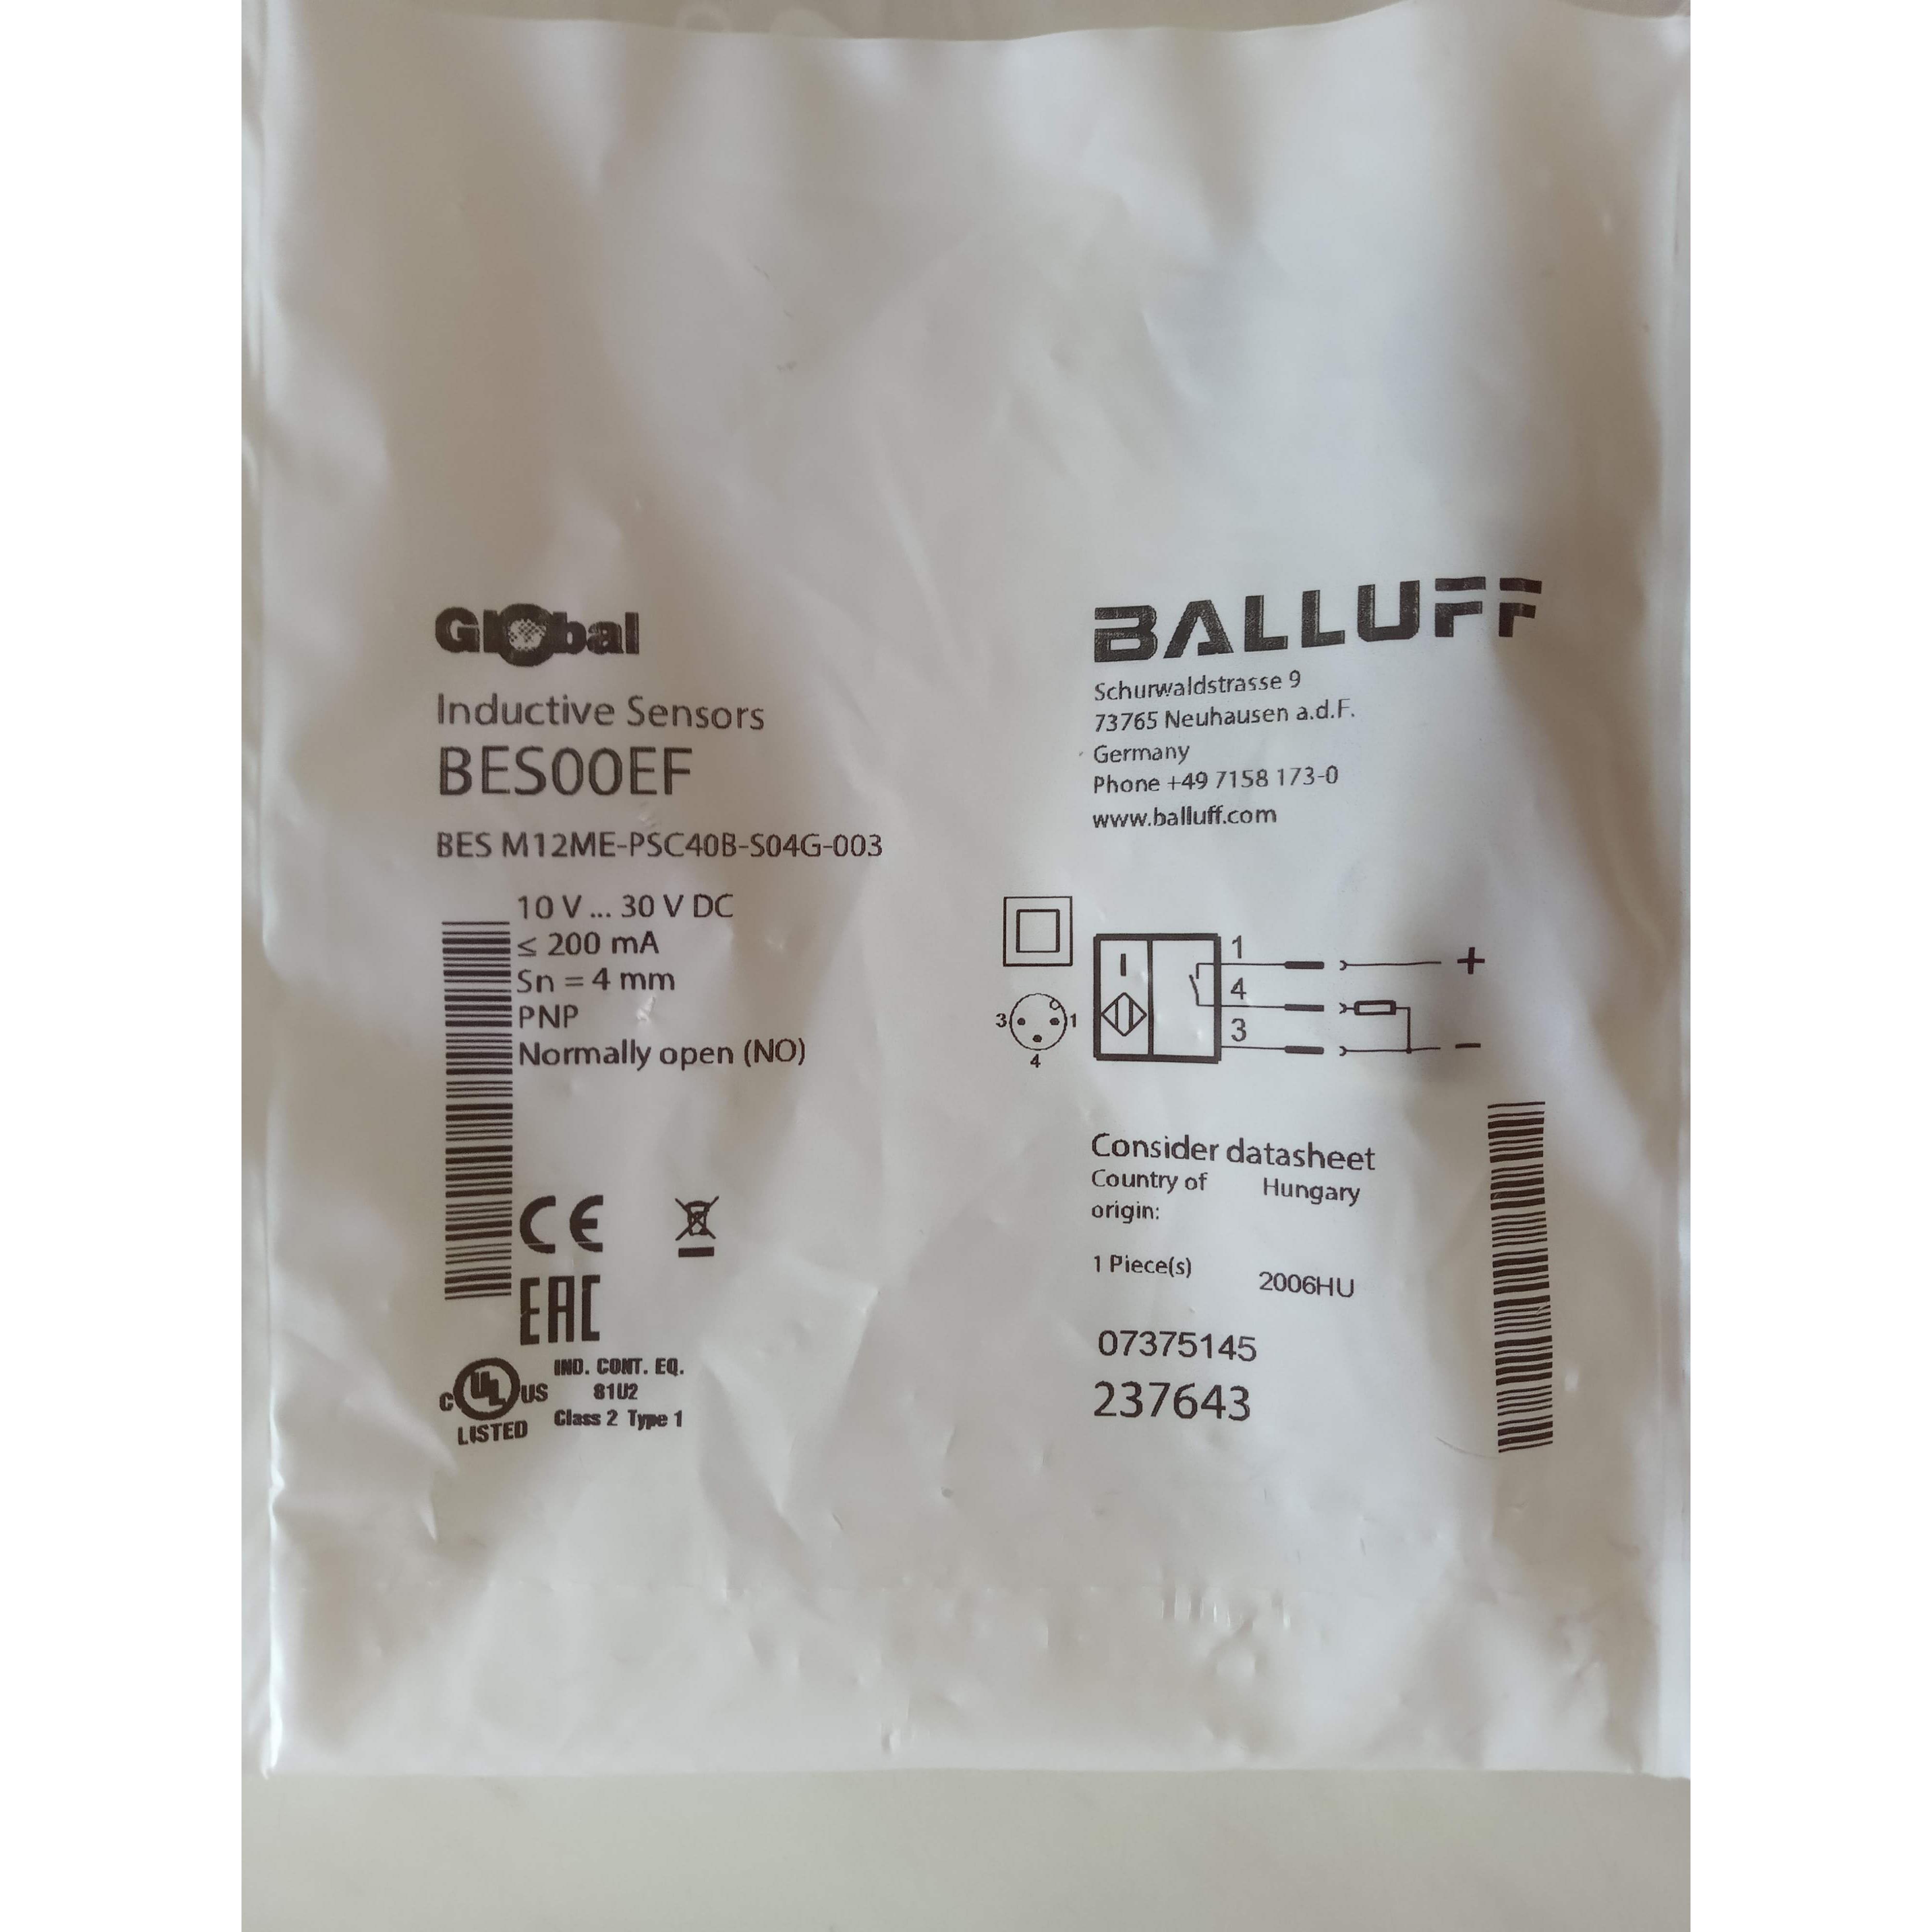 Global
Inductive Sensors
BES00EF
BES M12ME-PSC40B-S04G-003
10 V ... 30 V DC
≤ 200 mA
Sn = 4 mm
PNP
Normally open (NO)
CE
EAC
C UL US
LISTED
IND. CONT. EQ.
81U2
Class 2 Type 1
BALLUFF
Schurwaldstrasse 9
73765 Neuhausen a.d.F.
Germany
Phone +49 7158 173-0
www.balluff.com
1 +
4
3 −
3 1
4
Consider datasheet
Country of Hungary
origin:
1 Piece(s) 2006HU
07375145
237643